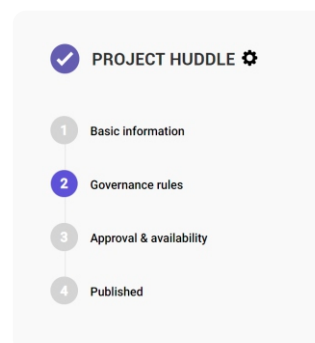 PROJECT HUDDLE
1 Basic information
2 Governance rules
3 Approval & availability
4 Published